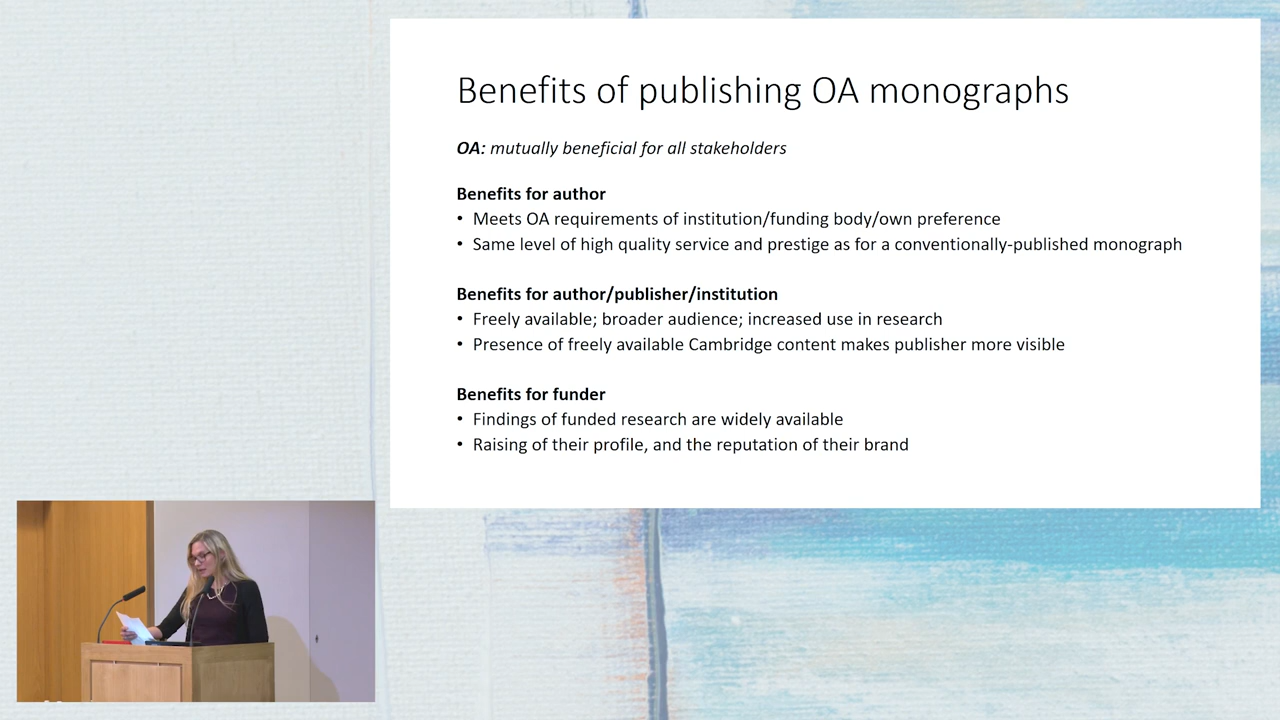 Benefits of publishing OA monographs
OA: mutually beneficial for all stakeholders
Benefits for author
• Meets OA requirements of institution/funding body/own preference
• Same level of high quality service and prestige as for a conventionally-published monograph
Benefits for author/publisher/institution
• Freely available; broader audience; increased use in research
• Presence of freely available Cambridge content makes publisher more visible
Benefits for funder
• Findings of funded research are widely available
• Raising of their profile, and the reputation of their brand